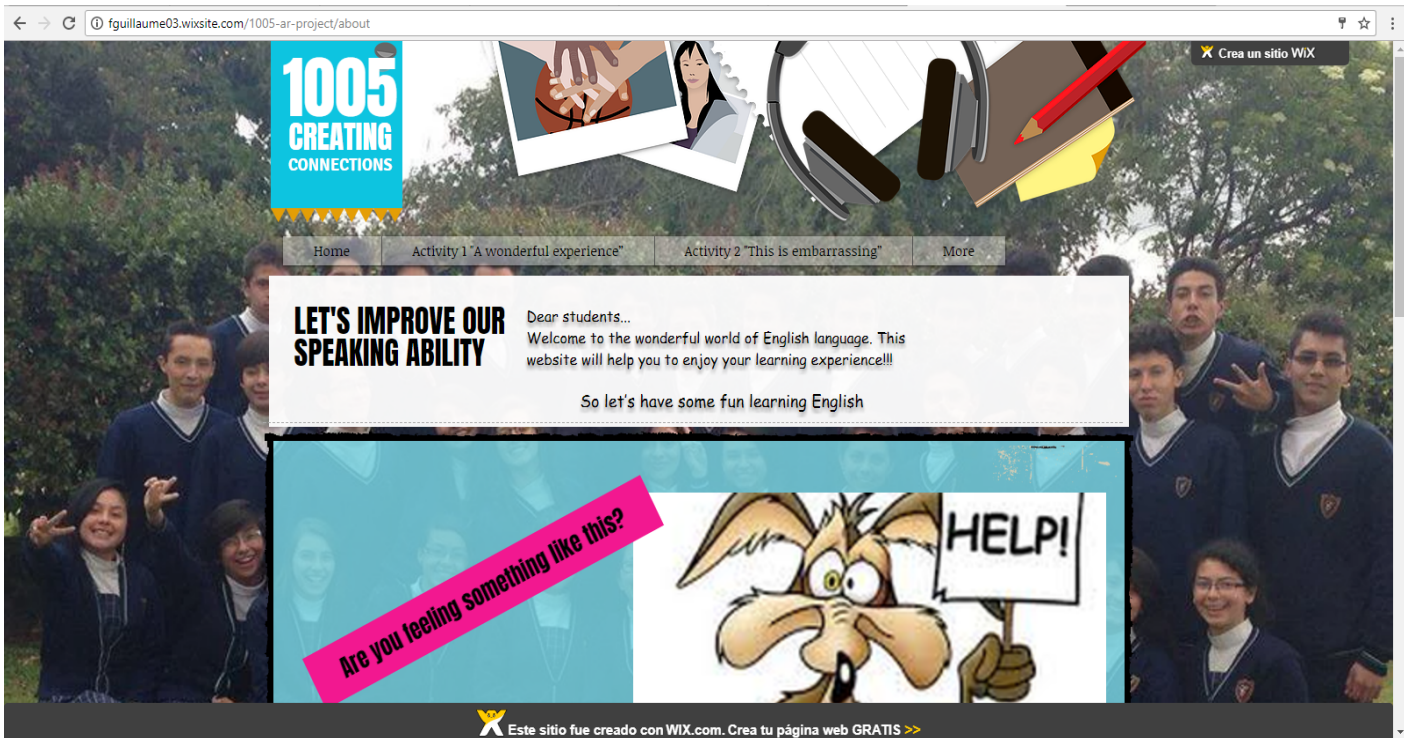 fguillaume03.wixsite.com/1005-ar-project/about
Crea un sitio WiX
1005
CREATING
CONNECTIONS
Home
Activity 1 "A wonderful experience"
Activity 2 "This is embarrassing"
More
LET'S IMPROVE OUR
SPEAKING ABILITY
Dear students...
Welcome to the wonderful world of English language. This
website will help you to enjoy your learning experience!!!
So let's have some fun learning English
Are you feeling something like this?
HELP!
Este sitio fue creado con WIX.com. Crea tu página web GRATIS >>